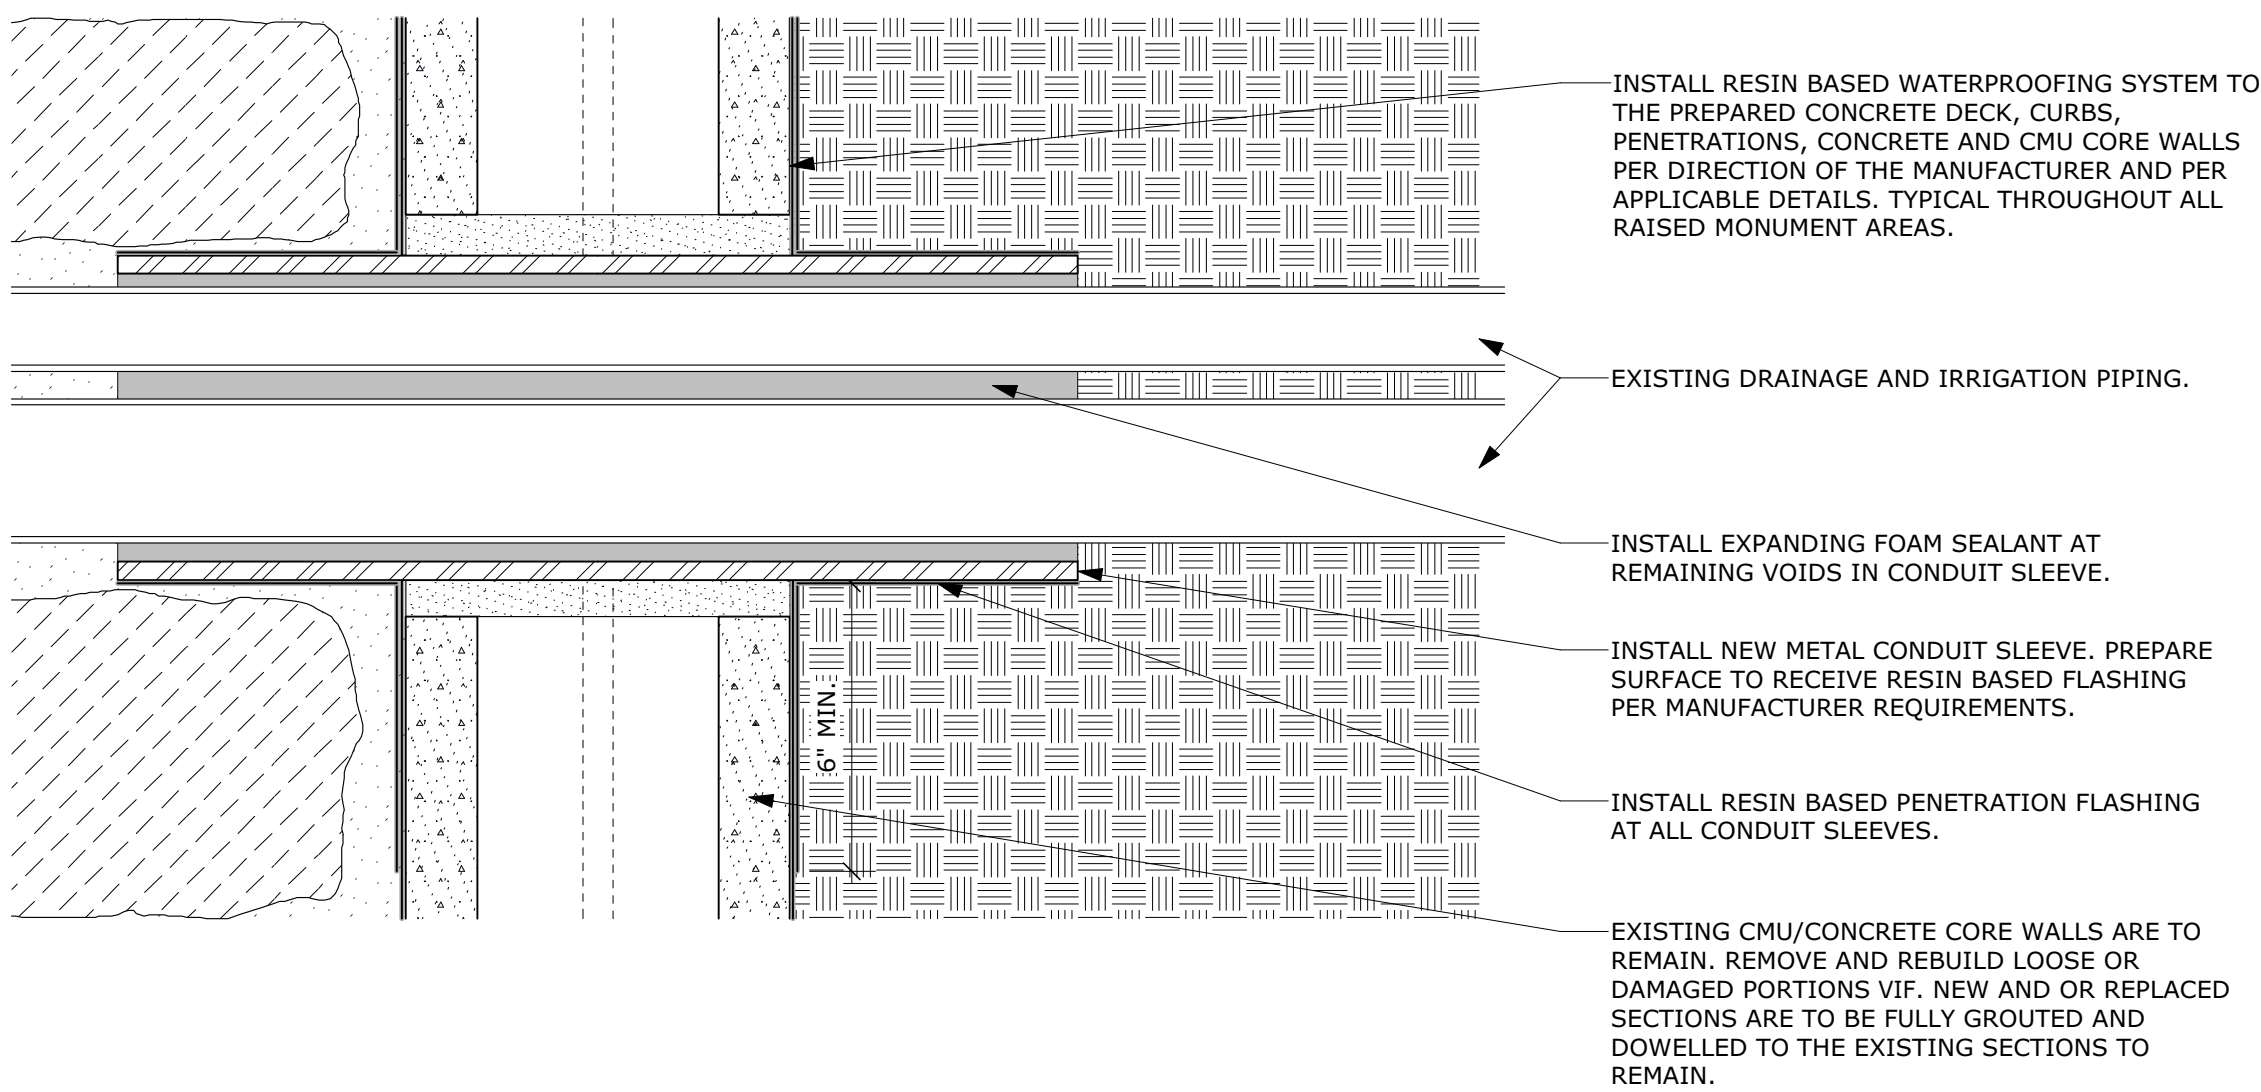 INSTALL RESIN BASED WATERPROOFING SYSTEM TO
THE PREPARED CONCRETE DECK, CURBS,
PENETRATIONS, CONCRETE AND CMU CORE WALLS
PER DIRECTION OF THE MANUFACTURER AND PER
APPLICABLE DETAILS. TYPICAL THROUGHOUT ALL
RAISED MONUMENT AREAS.
EXISTING DRAINAGE AND IRRIGATION PIPING.
INSTALL EXPANDING FOAM SEALANT AT
REMAINING VOIDS IN CONDUIT SLEEVE.
INSTALL NEW METAL CONDUIT SLEEVE. PREPARE
SURFACE TO RECEIVE RESIN BASED FLASHING
PER MANUFACTURER REQUIREMENTS.
6" MIN.
INSTALL RESIN BASED PENETRATION FLASHING
AT ALL CONDUIT SLEEVES.
EXISTING CMU/CONCRETE CORE WALLS ARE TO
REMAIN. REMOVE AND REBUILD LOOSE OR
DAMAGED PORTIONS VIF. NEW AND OR REPLACED
SECTIONS ARE TO BE FULLY GROUTED AND
DOWELLED TO THE EXISTING SECTIONS TO
REMAIN.